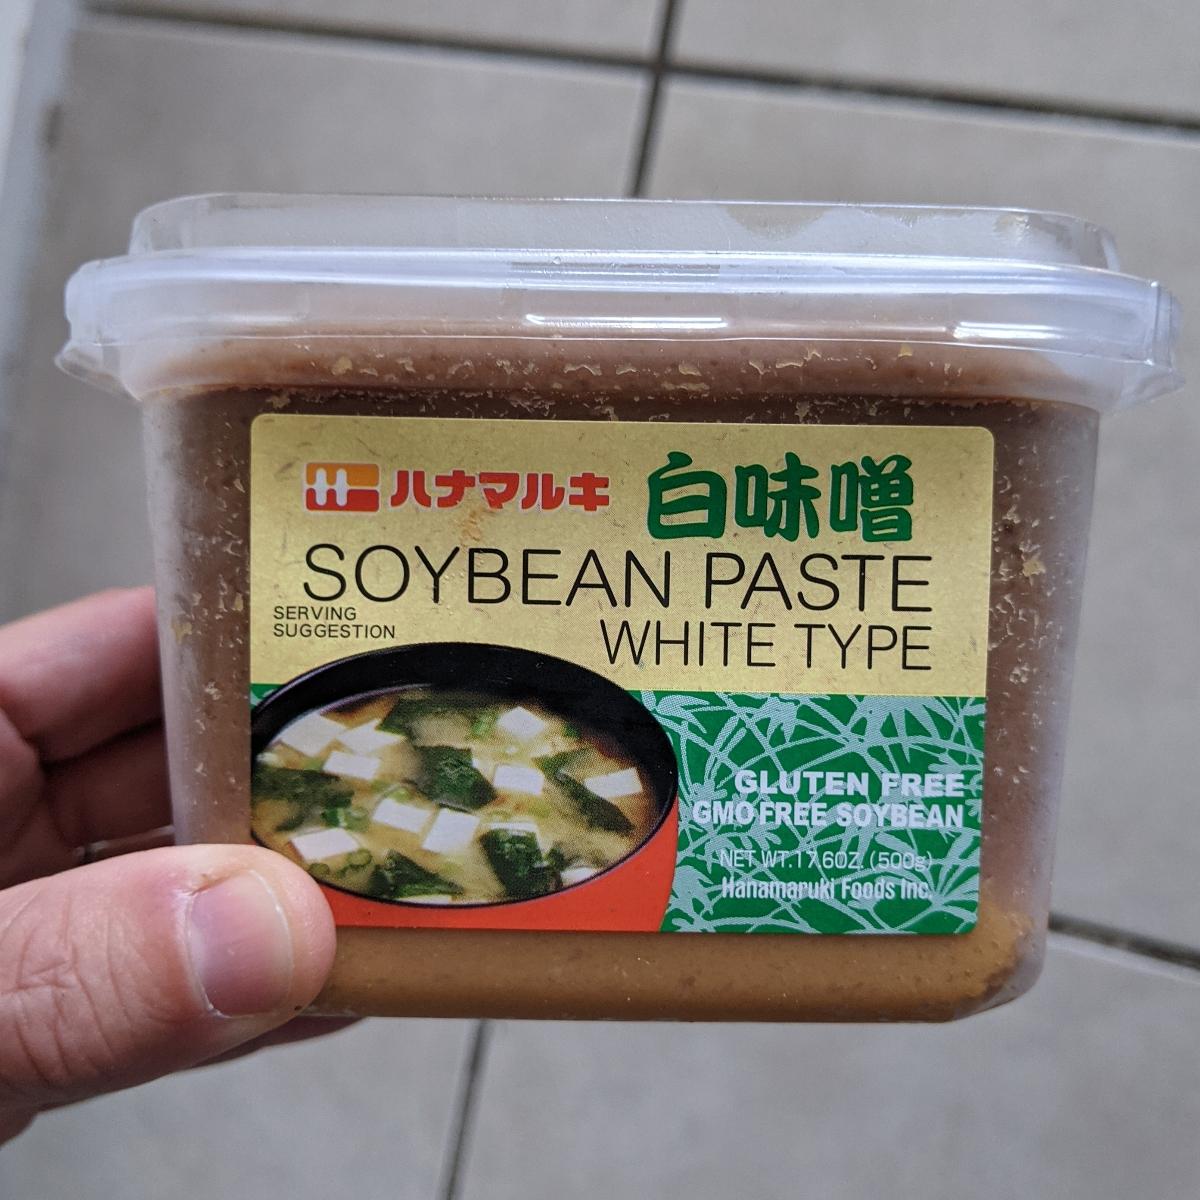 ハナマルキ 白味噌
SOYBEAN PASTE
SERVING
SUGGESTION
WHITE TYPE
GLUTEN FREE
GMO FREE SOYBEAN
NET WT.17.6OZ. (500g)
Hanamaruki Foods Inc.